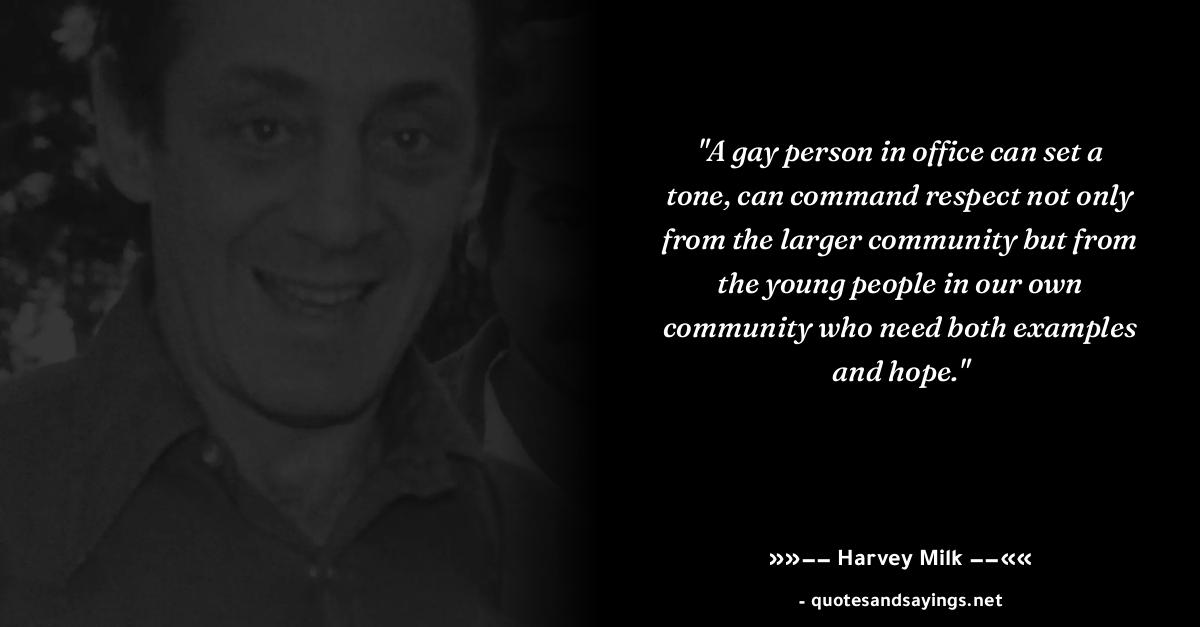 "A gay person in office can set a
tone, can command respect not only
from the larger community but from
the young people in our own
community who need both examples
and hope."
»»–– Harvey Milk ––««
- quotesandsayings.net